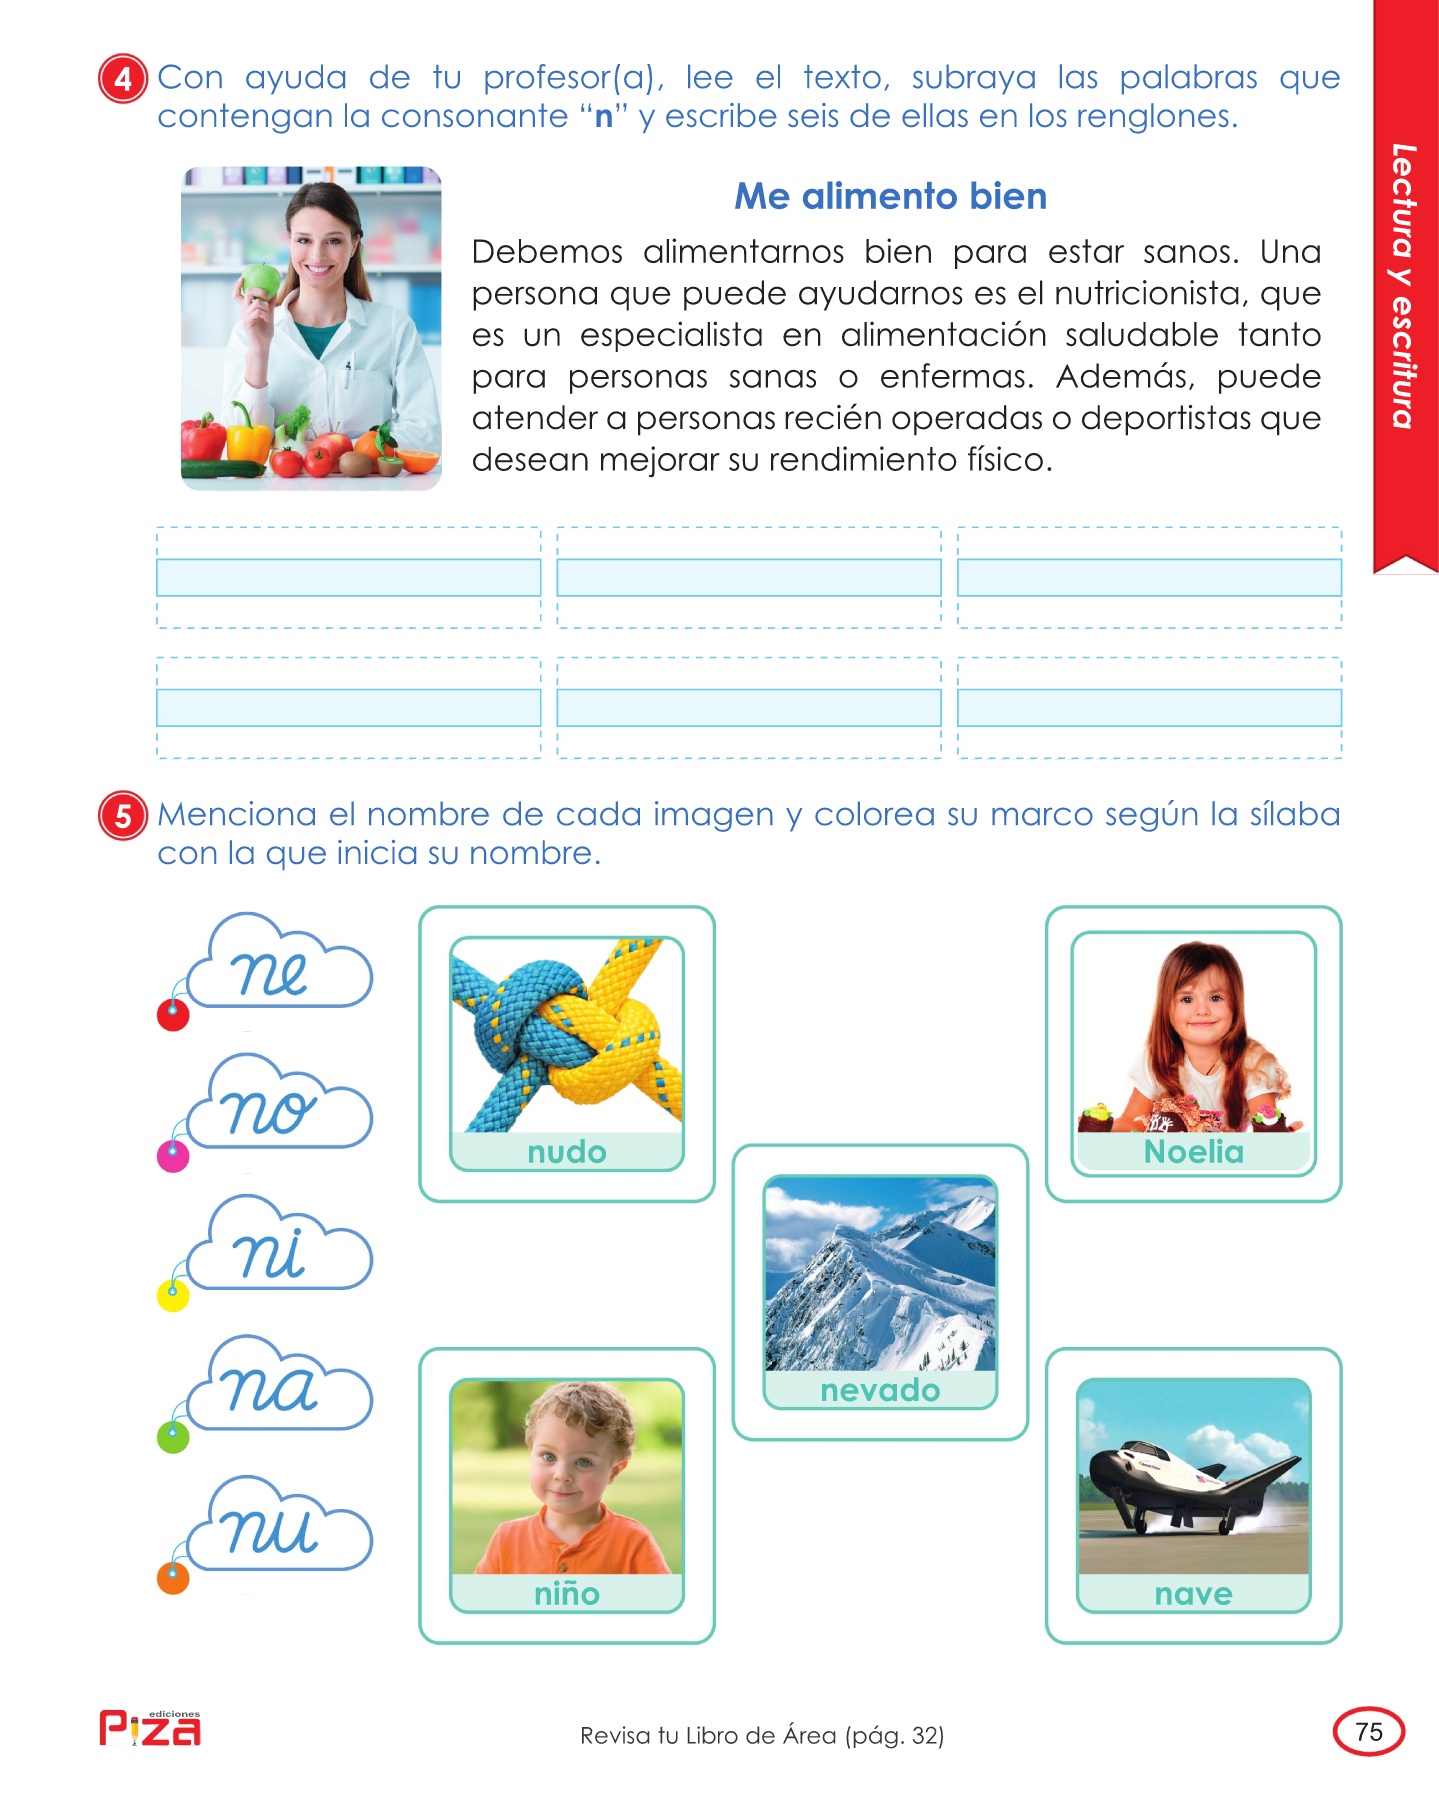 4 Con ayuda de tu profesor(a), lee el texto, subraya las palabras que
contengan la consonante “n” y escribe seis de ellas en los renglones.
Me alimento bien
Debemos alimentarnos bien para estar sanos. Una
persona que puede ayudarnos es el nutricionista, que
es un especialista en alimentación saludable tanto
para personas sanas o enfermas. Además, puede
atender a personas recién operadas o deportistas que
desean mejorar su rendimiento físico.
Lectura y escritura
5 Menciona el nombre de cada imagen y colorea su marco según la sílaba
con la que inicia su nombre.
ne
no
ni
na
nu
nudo
Noelia
nevado
niño
nave
ediciones
Piza
Revisa tu Libro de Área (pág. 32)
75